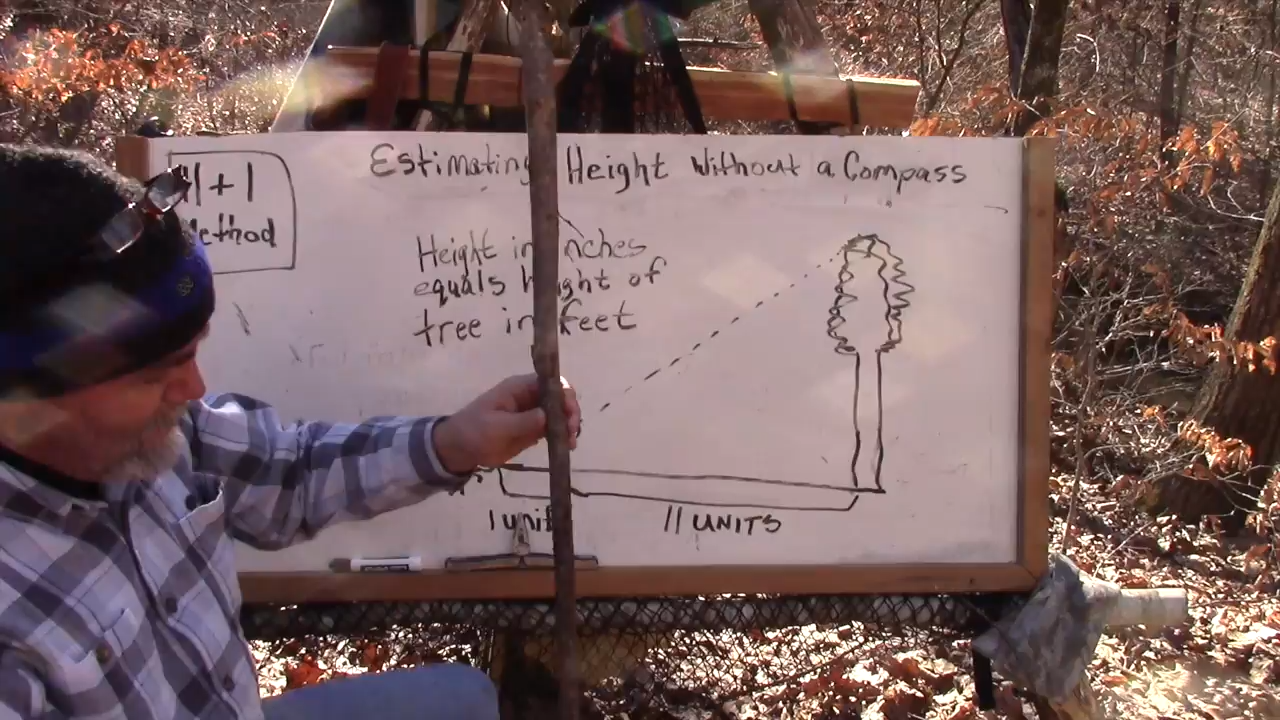 11 + 1
Method
Estimating Height Without a Compass
Height in inches
equals height of
tree in feet
1 unit
11 UNITS